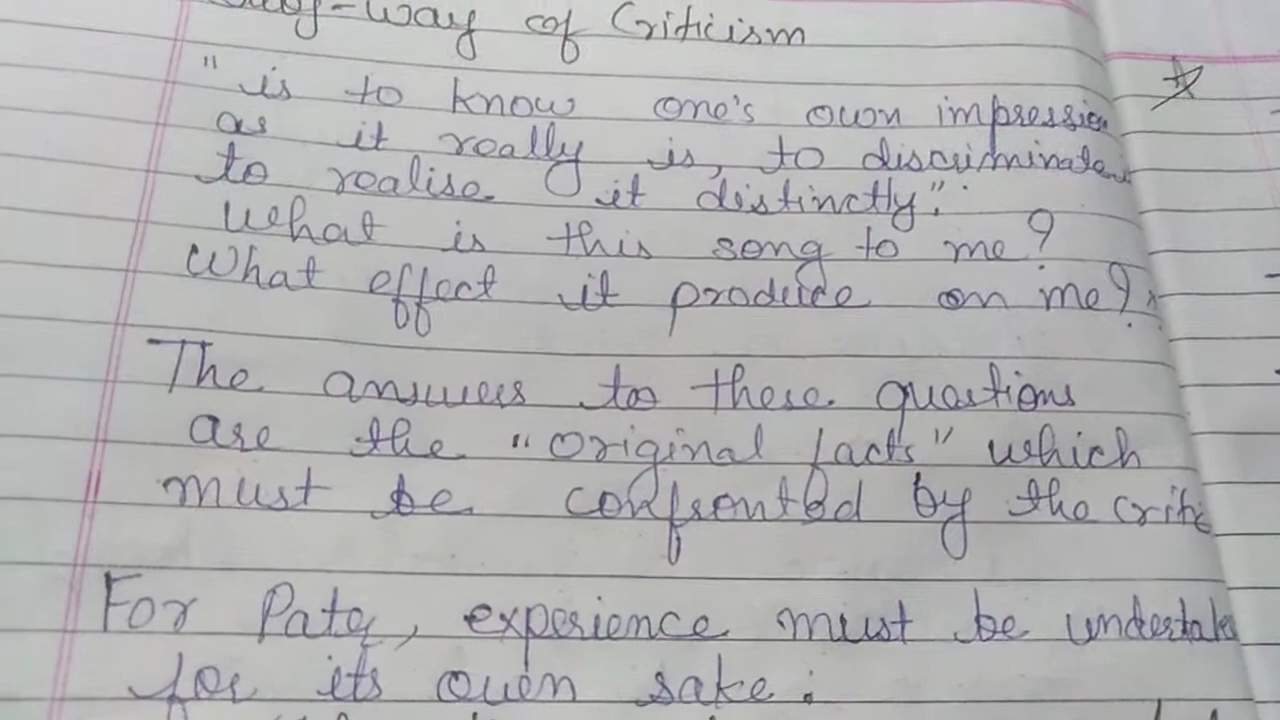 -way of Criticism
"is to know one's own impression
as it really is, to discriminate
to realise it distinctly".
What is this song to me?
What effect it produce on me?
The answers to these questions
are the "original facts" which
must be confronted by the critic
For Pater, experience must be undertake
for its own sake.